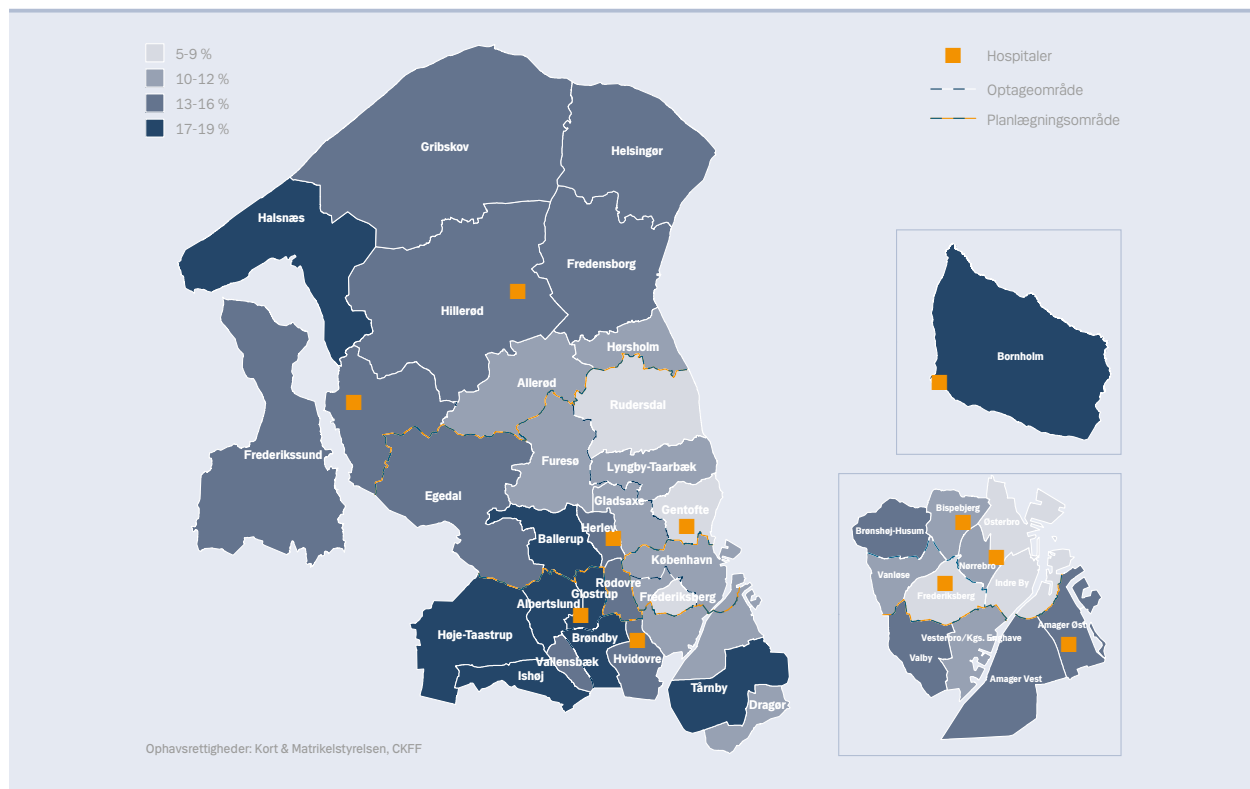 5-9 %
10-12 %
13-16 %
17-19 %
Hospitaler
Optageområde
Planlægningsområde
Gribskov
Helsingør
Halsnæs
Fredensborg
Hillerød
Hørsholm
Allerød
Rudersdal
Frederikssund
Furesø
Lyngby-Taarbæk
Egedal
Gladsaxe
Gentofte
Herlev
Ballerup
København
Rødovre
Glostrup
Frederiksberg
Albertslund
Høje-Taastrup
Brøndby
Vallensbæk
Hvidovre
Ishøj
Tårnby
Dragør
Bornholm
Bispebjerg
Østerbro
Brønshøj-Husum
Nørrebro
Vanløse
Indre By
Frederiksberg
Amager Øst
Vesterbro/Kgs. Enghave
Valby
Amager Vest
Ophavsrettigheder: Kort & Matrikelstyrelsen, CKFF